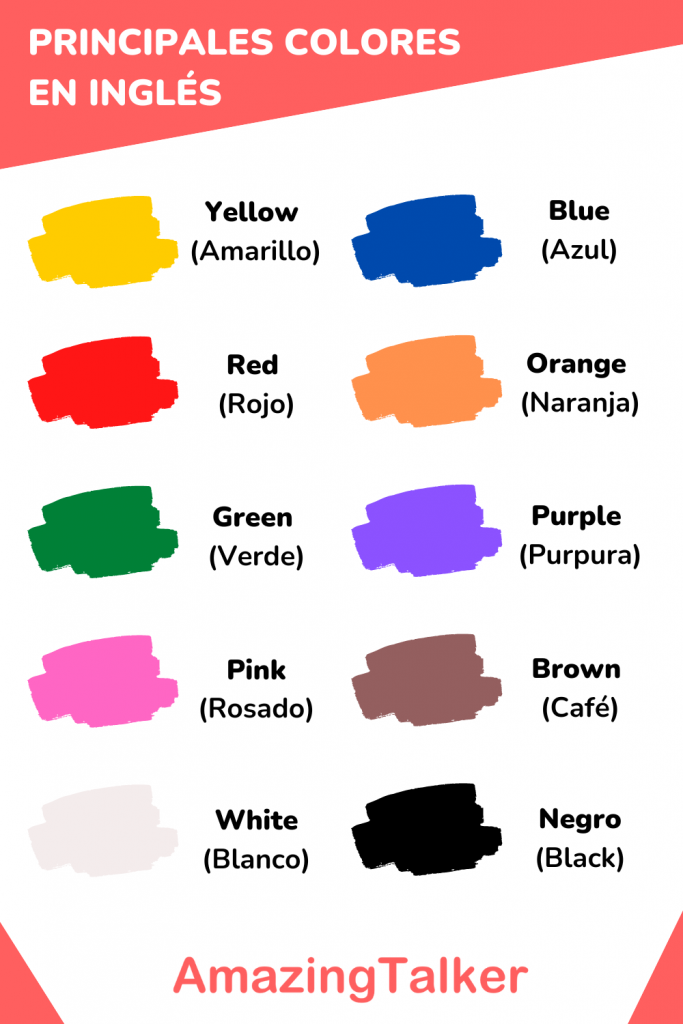 PRINCIPALES COLORES
EN INGLÉS
Yellow
(Amarillo)
Blue
(Azul)
Red
(Rojo)
Orange
(Naranja)
Green
(Verde)
Purple
(Purpura)
Pink
(Rosado)
Brown
(Café)
White
(Blanco)
Negro
(Black)
AmazingTalker